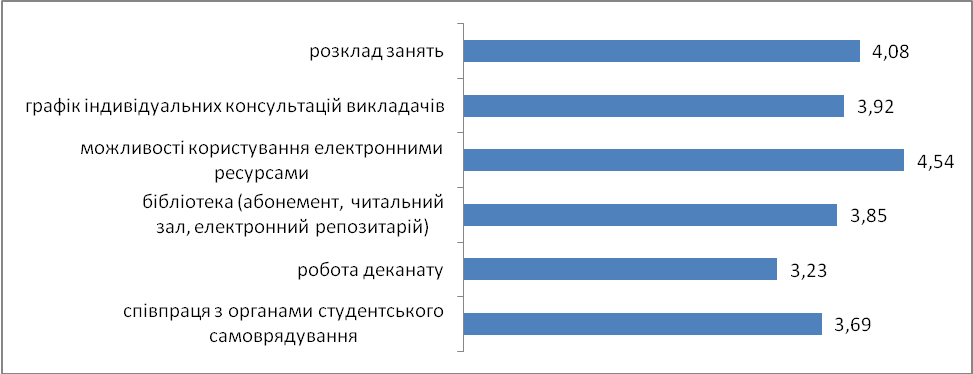 розклад занять
4,08
графік індивідуальних консультацій викладачів
3,92
можливості користування електронними
ресурсами
4,54
бібліотека (абонемент, читальний
зал, електронний репозитарій)
3,85
робота деканату
3,23
співпраця з органами студентського
самоврядування
3,69